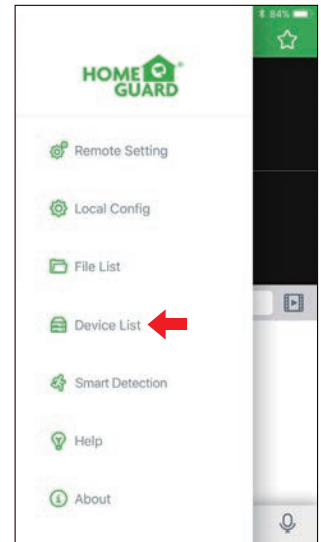 84%
HOME
GUARD
Remote Setting
Local Config
File List
Device List
Smart Detection
Help
About